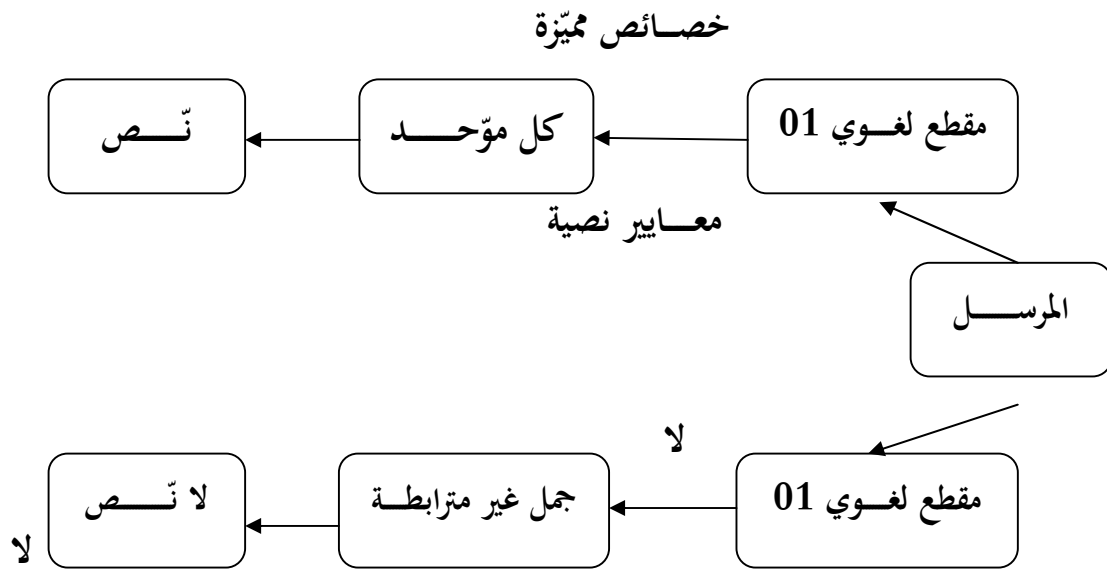 خصائص مميّزة
مقطع لغوي 01
كل موّحد
نّص
معايير نصية
المرسل
لا
مقطع لغوي 01
جمل غير مترابطة
لا نّص
لا